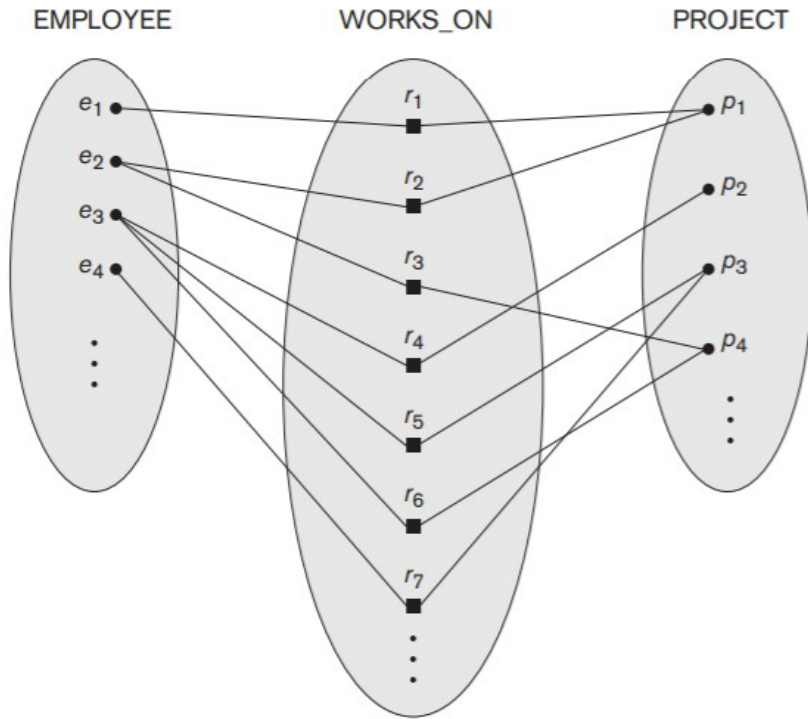 EMPLOYEE WORKS_ON PROJECT
e1 r1 p1
e2 r2 p2
e3 r3 p3
e4 r4 p4
r5
r6
r7